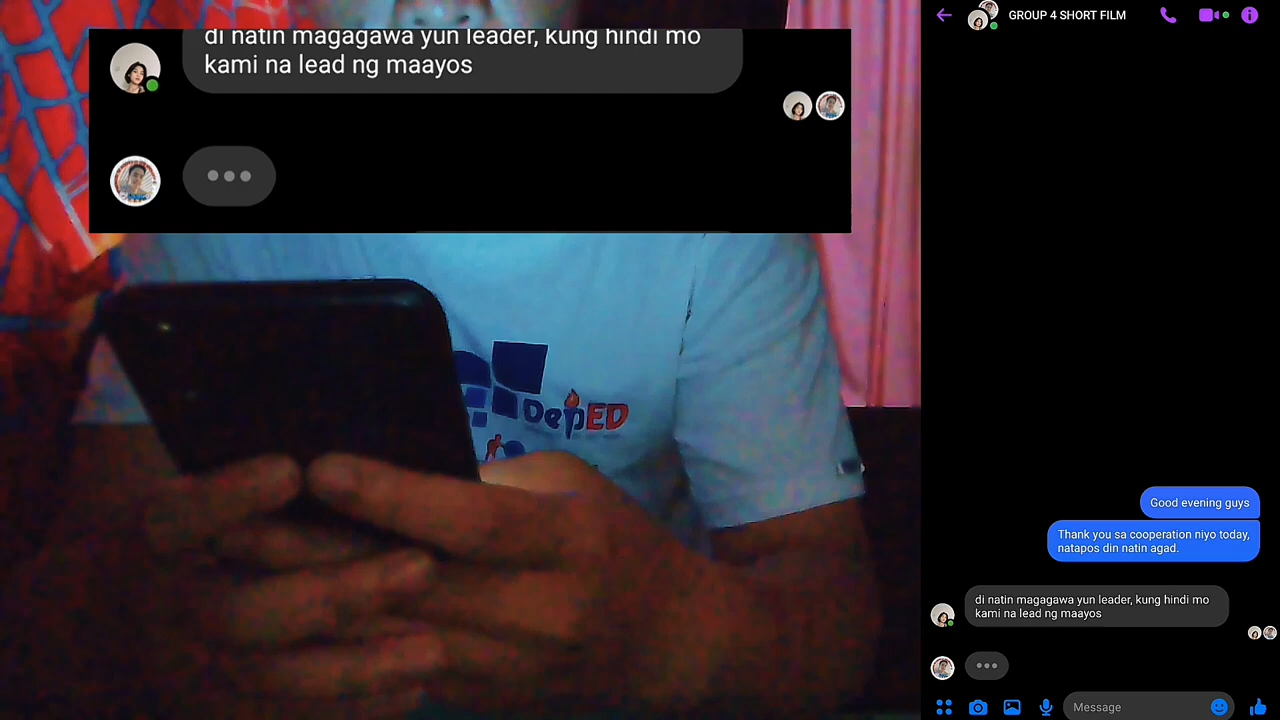 di natin magagawa yun leader, kung hindi mo
kami na lead ng maayos
DepED
GROUP 4 SHORT FILM
Good evening guys
Thank you sa cooperation niyo today,
natapos din natin agad.
di natin magagawa yun leader, kung hindi mo
kami na lead ng maayos
Message